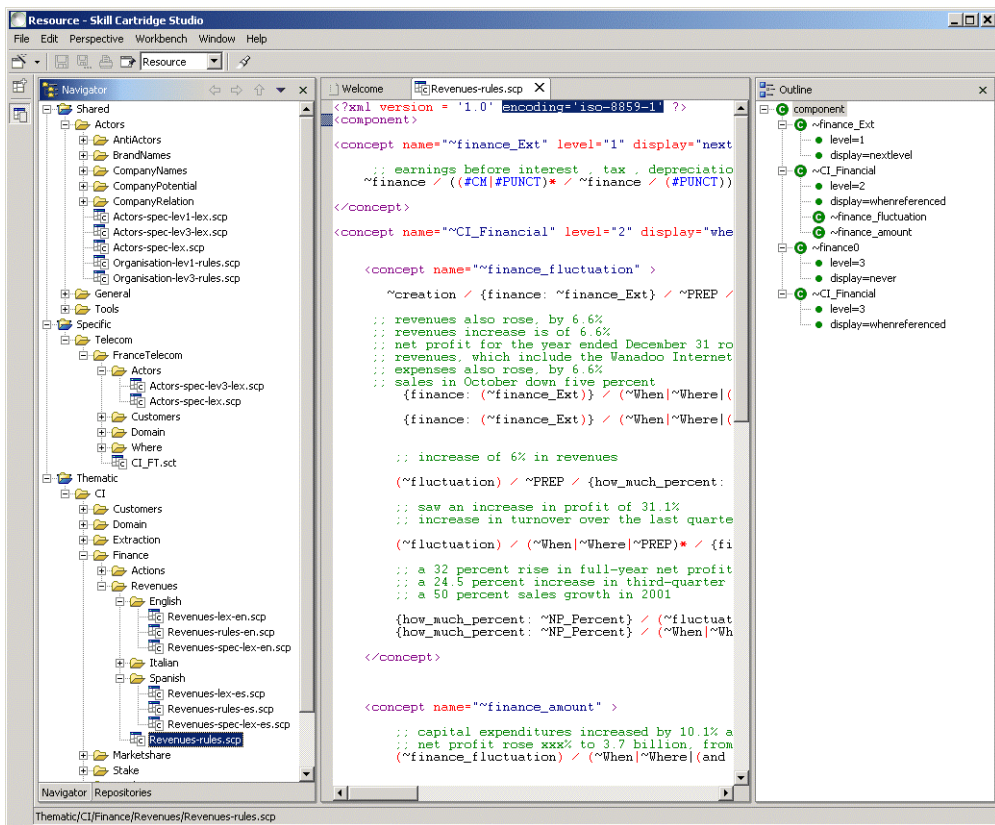 Resource - Skill Cartridge Studio
File Edit Perspective Workbench Window Help
Resource
Navigator
Shared
Actors
AntiActors
BrandNames
CompanyNames
CompanyPotential
CompanyRelation
Actors-spec-lev1-lex.scp
Actors-spec-lev3-lex.scp
Actors-spec-lex.scp
Organisation-lev1-rules.scp
Organisation-lev3-rules.scp
General
Tools
Specific
Telecom
FranceTelecom
Actors
Actors-spec-lev3-lex.scp
Actors-spec-lex.scp
Customers
Domain
Where
CI_FT.sct
Thematic
CI
Customers
Domain
Extraction
Finance
Actions
Revenues
English
Revenues-lex-en.scp
Revenues-rules-en.scp
Revenues-spec-lex-en.scp
Italian
Spanish
Revenues-lex-es.scp
Revenues-rules-es.scp
Revenues-spec-lex-es.scp
Revenues-rules.scp
Marketshare
Stake
Navigator Repositories
Welcome Revenues-rules.scp X
<?xml version = '1.0' encoding='iso-8859-1' ?>
<component>
<concept name="~finance_Ext" level="1" display="next
;; earnings before interest , tax , depreciatio
~finance / ((#CM|#PUNCT)* / ~finance / (#PUNCT))
</concept>
<concept name="~CI_Financial" level="2" display="whe
<concept name="~finance_fluctuation" >
~creation / {finance: ~finance_Ext} / ~PREP /
;; revenues also rose, by 6.6%
;; revenues increase is of 6.6%
;; net profit for the year ended December 31 ro
;; revenues, which include the Wanadoo Internet
;; expenses also rose, by 6.6%
;; sales in October down five percent
{finance: (~finance_Ext)} / (~When|~Where|(
{finance: (~finance_Ext)} / (~When|~Where|(
;; increase of 6% in revenues
(~fluctuation) / ~PREP / {how_much_percent:
;; saw an increase in profit of 31.1%
;; increase in turnover over the last quarte
(~fluctuation) / (~When|~Where|~PREP)* / {fi
;; a 32 percent rise in full-year net profit
;; a 24.5 percent increase in third-quarter
;; a 50 percent sales growth in 2001
{how_much_percent: ~NP_Percent} / (~fluctuat
{how_much_percent: ~NP_Percent} / (~When|~Wh
</concept>
<concept name="~finance_amount" >
;; capital expenditures increased by 10.1% a
;; net profit rose xxx% to 3.7 billion, from
(~finance_fluctuation) / (~When|~Where|(and
Outline
component
~finance_Ext
level=1
display=nextlevel
~CI_Financial
level=2
display=whenreferenced
~finance_fluctuation
~finance_amount
~finance0
level=3
display=never
~CI_Financial
level=3
display=whenreferenced
Thematic/CI/Finance/Revenues/Revenues-rules.scp